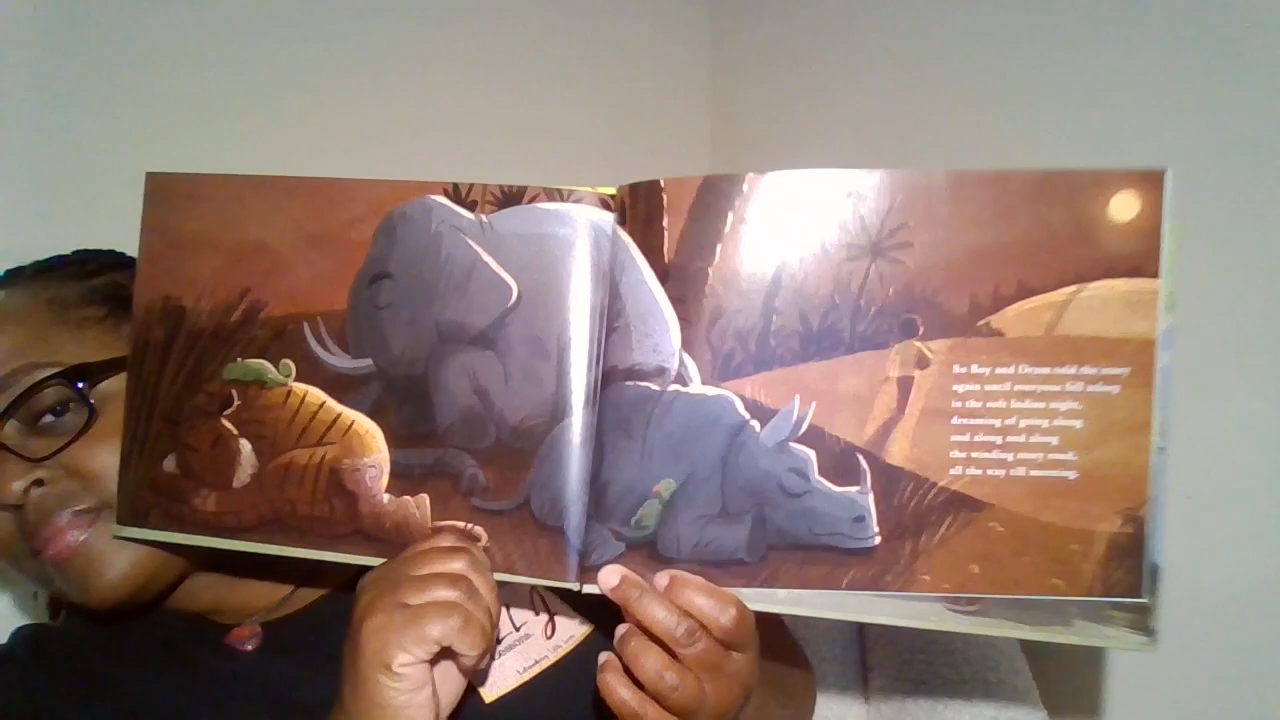 So Boy and Drum told the story
again until everyone fell asleep
in the soft Indian night,
dreaming of going along
and along and along
the winding story road,
all the way till morning.